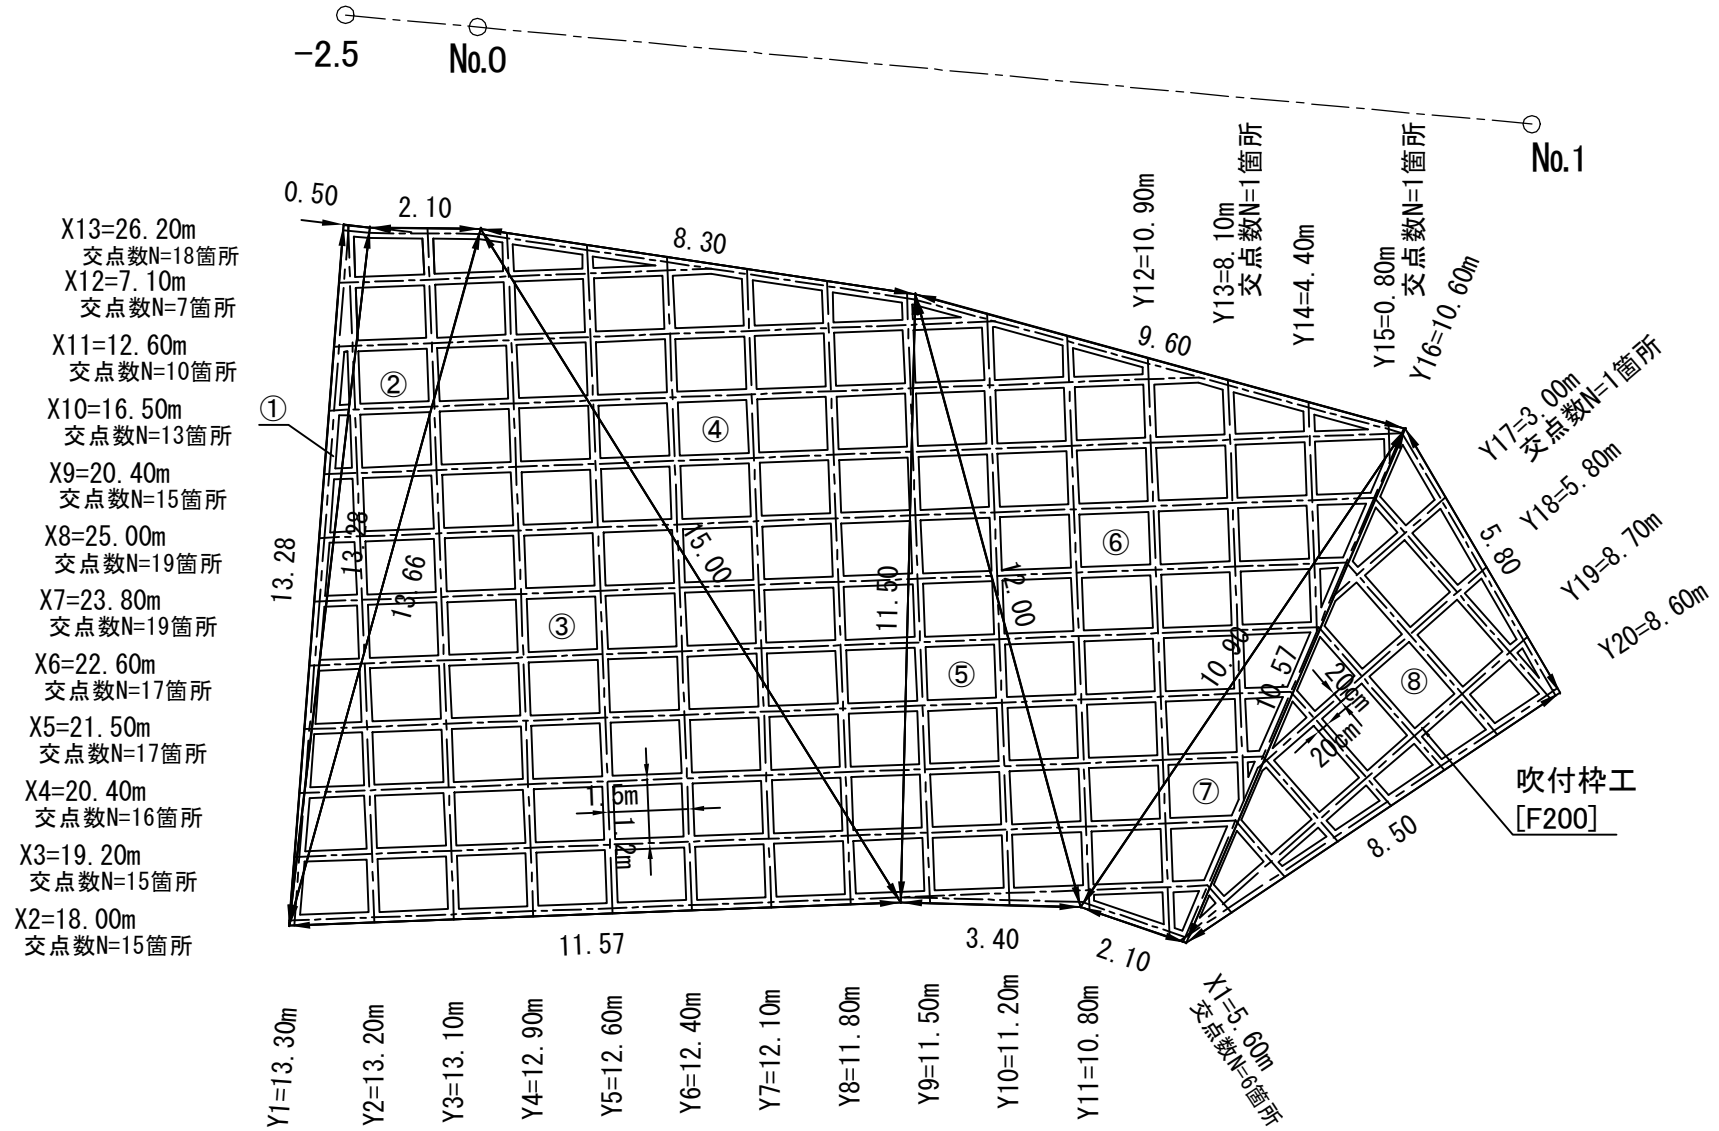 -2.5
No.0
No.1
0.50
2.10
8.30
9.60
X13=26.20m
交点数N=18箇所
X12=7.10m
交点数N=7箇所
X11=12.60m
交点数N=10箇所
X10=16.50m
交点数N=13箇所
X9=20.40m
交点数N=15箇所
X8=25.00m
交点数N=19箇所
X7=23.80m
交点数N=19箇所
X6=22.60m
交点数N=17箇所
X5=21.50m
交点数N=17箇所
X4=20.40m
交点数N=16箇所
X3=19.20m
交点数N=15箇所
X2=18.00m
交点数N=15箇所
Y12=10.90m
Y13=8.10m
交点数N=1箇所
Y14=4.40m
Y15=0.80m
交点数N=1箇所
Y16=10.60m
Y17=3.00m
交点数N=1箇所
Y18=5.80m
Y19=8.70m
Y20=8.60m
①
②
③
④
⑤
⑥
⑦
⑧
13.28
13.28
13.66
15.00
11.50
12.00
10.90
10.57
5.80
20cm
20cm
1.5m
1.2m
吹付枠工
[F200]
8.50
11.57
3.40
2.10
X1=5.60m
交点数N=6箇所
Y1=13.30m
Y2=13.20m
Y3=13.10m
Y4=12.90m
Y5=12.60m
Y6=12.40m
Y7=12.10m
Y8=11.80m
Y9=11.50m
Y10=11.20m
Y11=10.80m